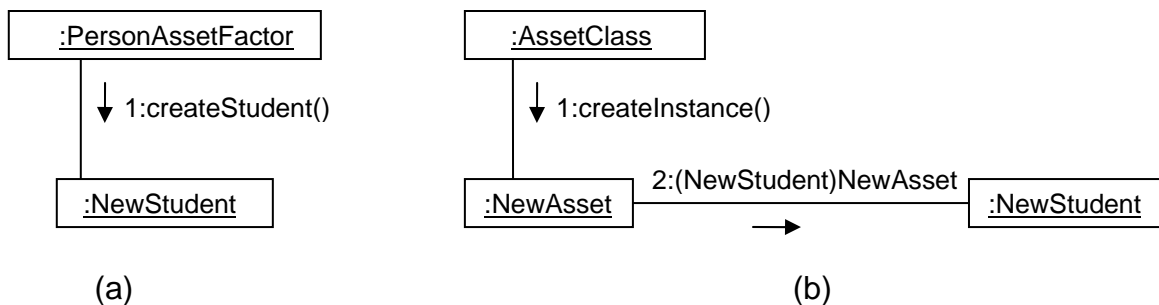 :PersonAssetFactor
1:createStudent()
:NewStudent
(a)
:AssetClass
1:createInstance()
:NewAsset
2:(NewStudent)NewAsset
:NewStudent
(b)